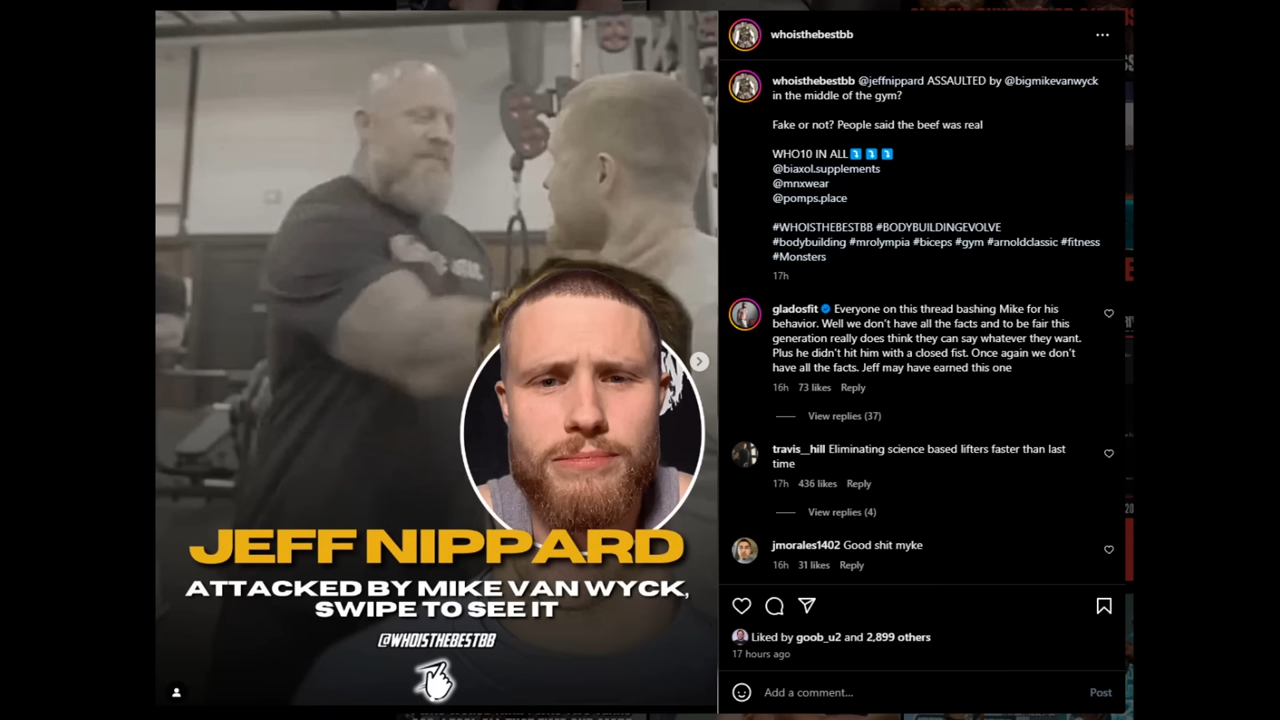 JEFF NIPPARD
ATTACKED BY MIKE VAN WYCK,
SWIPE TO SEE IT
@WHOISTHEBESTBB
whoisthebestbb
whoisthebestbb @jeffnippard ASSAULTED by @bigmikevanwyck
in the middle of the gym?
Fake or not? People said the beef was real
WHO10 IN ALL
@biaxol.supplements
@mnxwear
@pomps.place
#WHOISTHEBESTBB #BODYBUILDINGEVOLVE
#bodybuilding #mrolympia #biceps #gym #arnoldclassic #fitness
#Monsters
17h
gladosfit Everyone on this thread bashing Mike for his
behavior. Well we don't have all the facts and to be fair this
generation really does think they can say whatever they want.
Plus he didn't hit him with a closed fist. Once again we don't
have all the facts. Jeff may have earned this one
16h 73 likes Reply
View replies (37)
travis__hill Eliminating science based lifters faster than last
time
17h 436 likes Reply
View replies (4)
jmorales1402 Good shit myke
16h 31 likes Reply
Liked by goob_u2 and 2,899 others
17 hours ago
Add a comment...
Post